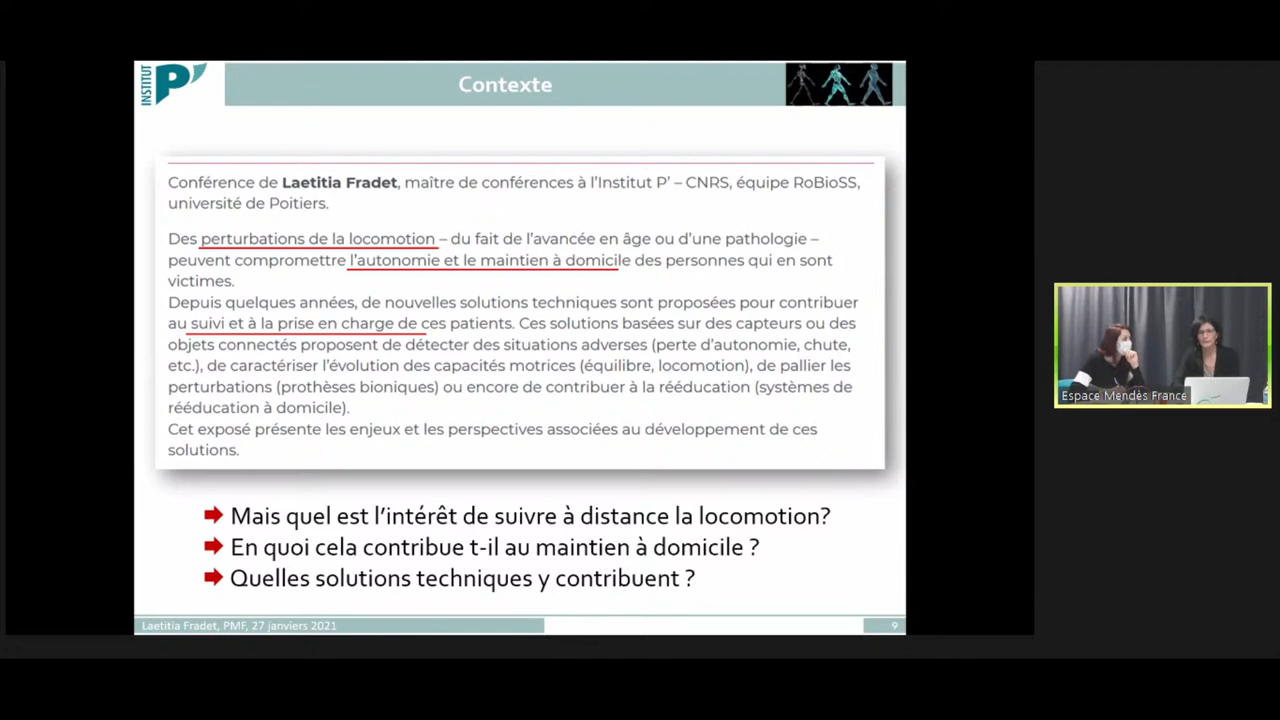 INSTITUT
P'
Contexte
Conférence de Laetitia Fradet, maître de conférences à l'Institut P' – CNRS, équipe RoBioSS,
université de Poitiers.
Des perturbations de la locomotion – du fait de l'avancée en âge ou d'une pathologie –
peuvent compromettre l'autonomie et le maintien à domicile des personnes qui en sont
victimes.
Depuis quelques années, de nouvelles solutions techniques sont proposées pour contribuer
au suivi et à la prise en charge de ces patients. Ces solutions basées sur des capteurs ou des
objets connectés proposent de détecter des situations adverses (perte d'autonomie, chute,
etc.), de caractériser l'évolution des capacités motrices (équilibre, locomotion), de pallier les
perturbations (prothèses bioniques) ou encore de contribuer à la rééducation (systèmes de
rééducation à domicile).
Cet exposé présente les enjeux et les perspectives associées au développement de ces
solutions.
Mais quel est l'intérêt de suivre à distance la locomotion?
En quoi cela contribue t-il au maintien à domicile ?
Quelles solutions techniques y contribuent ?
Laetitia Fradet, PMF, 27 janviers 2021
9
Espace Mendès France